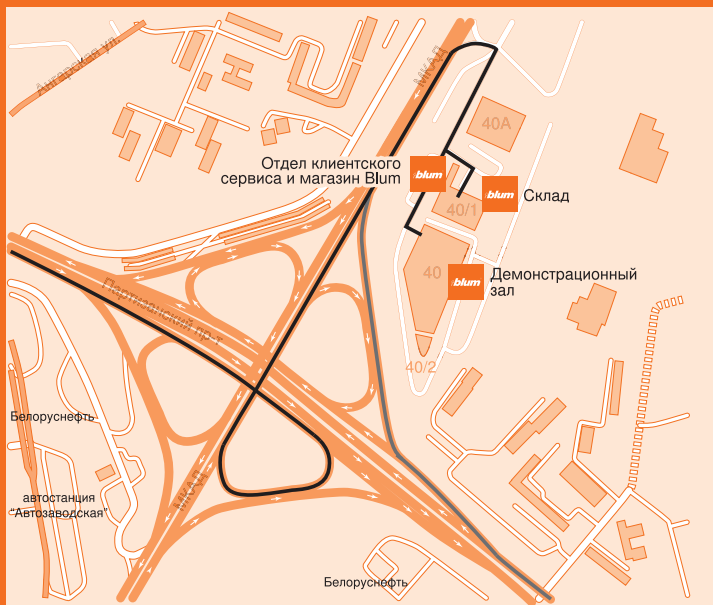 Ангарская ул.
МКАД
40А
Отдел клиентского
сервиса и магазин Blum
blum
blum
Склад
40/1
40
blum
Демонстрационный
зал
Партизанский пр-т
40/2
Белоруснефть
МКАД
автостанция
"Автозаводская"
Белоруснефть